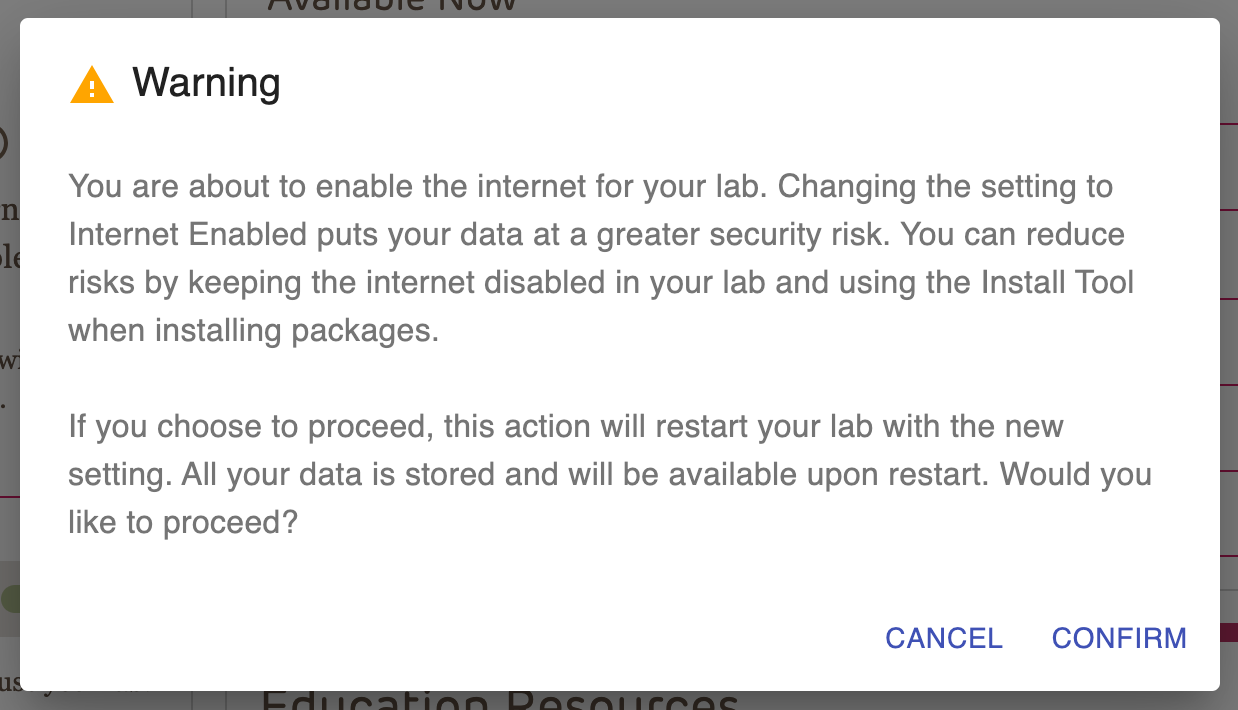 Available Now
Warning
You are about to enable the internet for your lab. Changing the setting to
Internet Enabled puts your data at a greater security risk. You can reduce
risks by keeping the internet disabled in your lab and using the Install Tool
when installing packages.
If you choose to proceed, this action will restart your lab with the new
setting. All your data is stored and will be available upon restart. Would you
like to proceed?
CANCEL CONFIRM
Education Resources